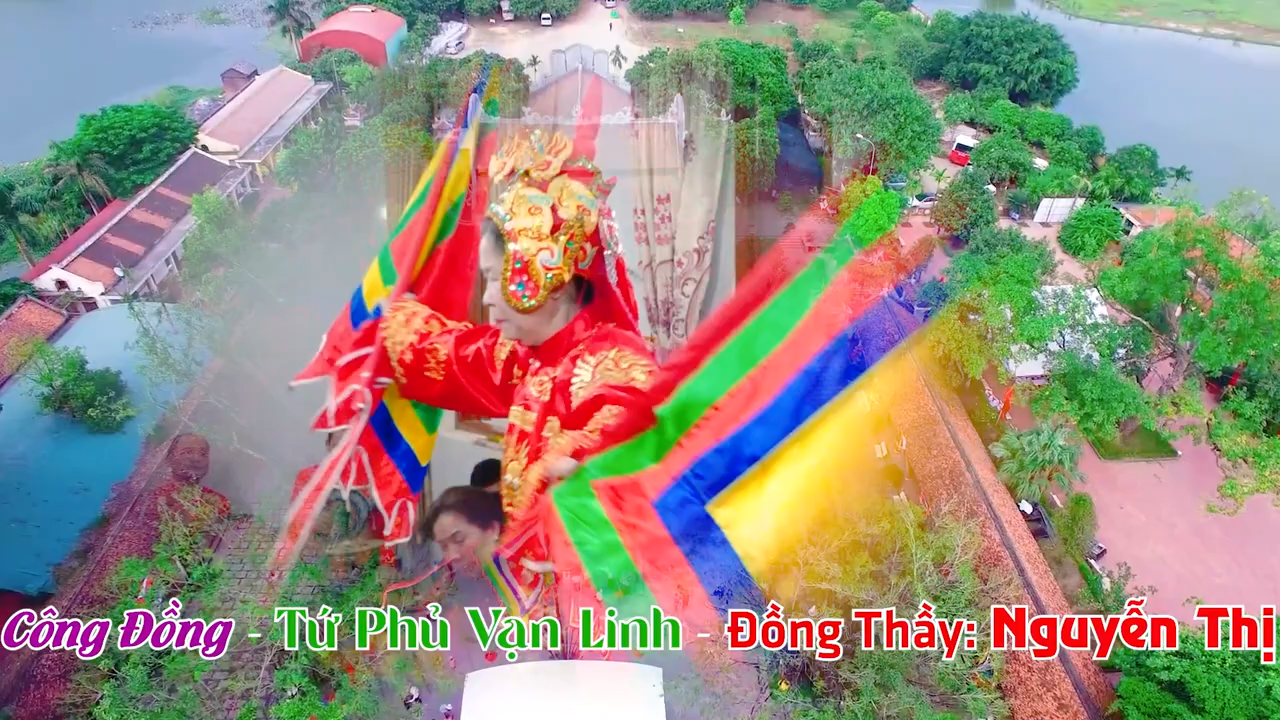 Công Đồng - Tứ Phủ Vạn Linh - Đồng Thầy: Nguyễn Thị